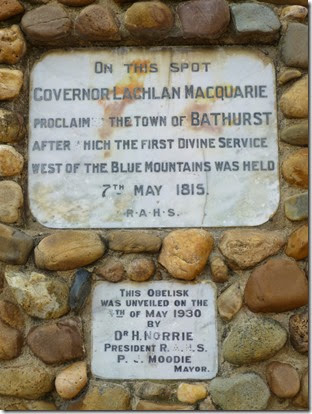 ON THIS SPOT
GOVERNOR LACHLAN MACQUARIE
PROCLAIM THE TOWN OF BATHURST
AFTER HICH THE FIRST DIVINE SERVICE
WEST OF THE BLUE MOUNTAINS WAS HELD
7TH MAY 1815.
R.A.H.S.
THIS OBELISK
WAS UNVEILED ON THE
TH OF MAY 1930
BY
DR H. NORRIE
PRESIDENT R.A.H.S.
MOODIE
MAYOR.